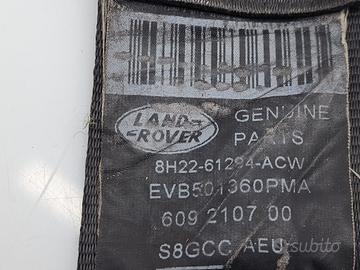 LAND-
ROVER
GENUINE
PARTS
8H22-61294-ACW
EVB501360PMA
609 2107 00
S8GCC AEU
subito